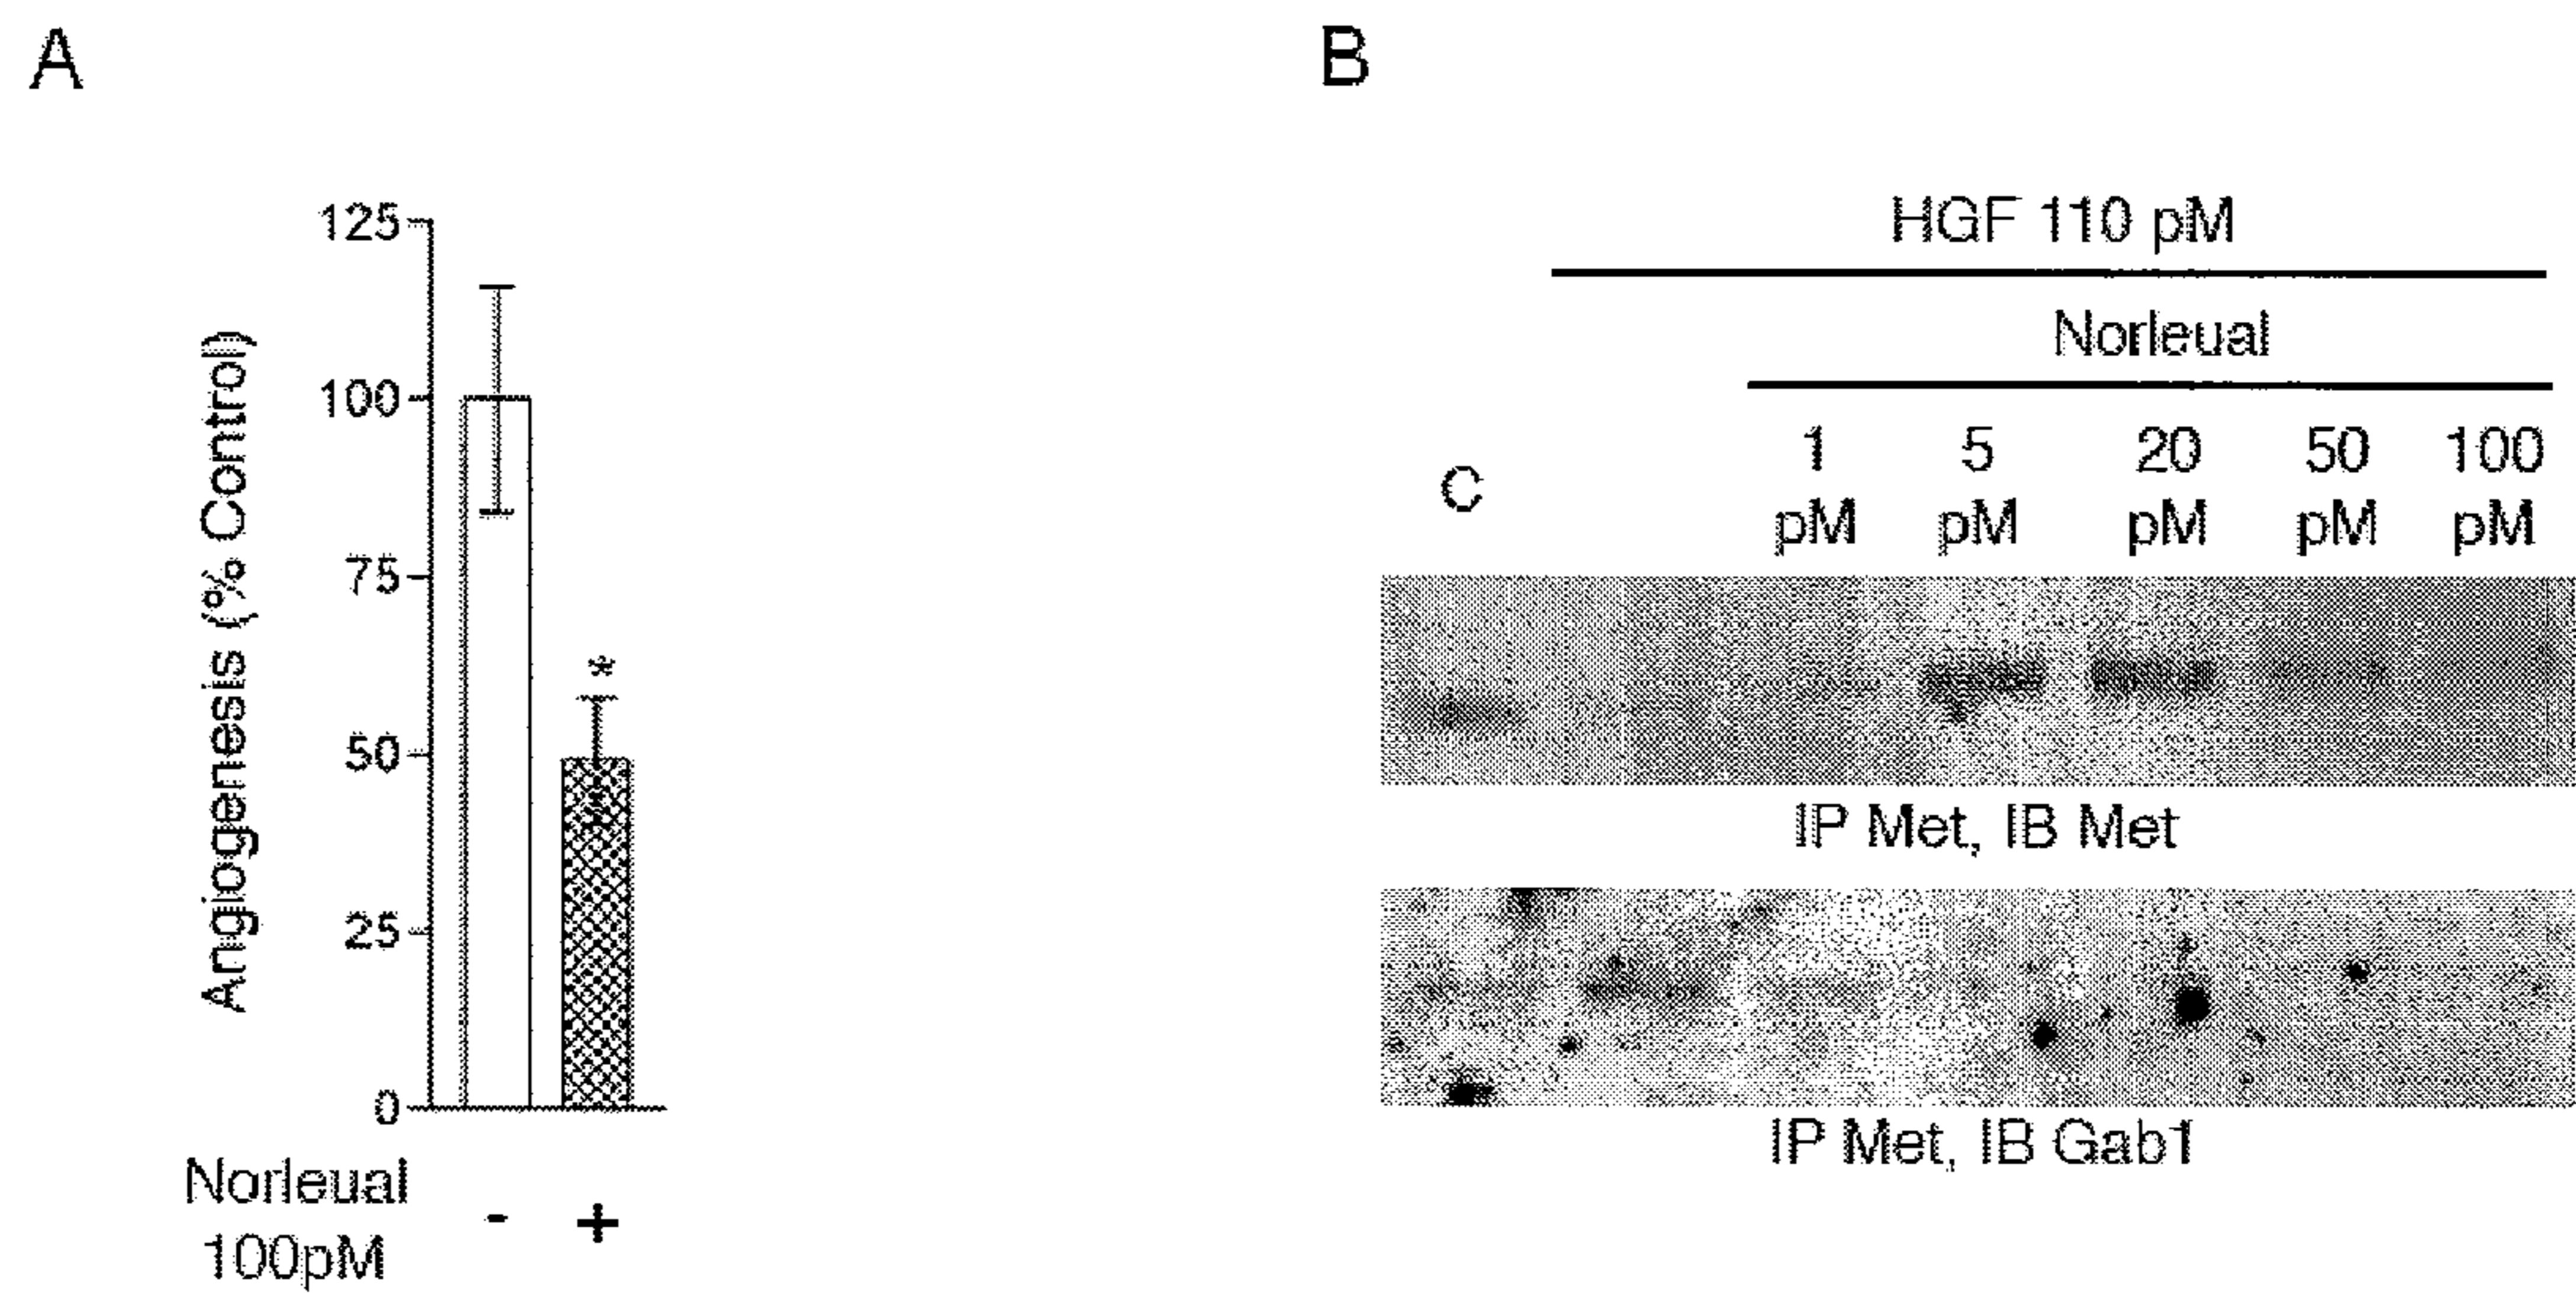 A
125
100
75
50
25
0
Angiogenesis (% Control)
*
Norleual
100pM
- +
B
HGF 110 pM
Norleual
C
1 5 20 50 100
pM pM pM pM pM
IP Met, IB Met
IP Met, IB Gab1